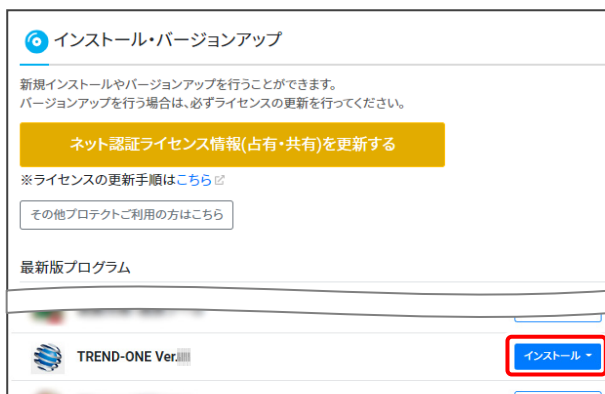 インストール・バージョンアップ
新規インストールやバージョンアップを行うことができます。
バージョンアップを行う場合は、必ずライセンスの更新を行ってください。
ネット認証ライセンス情報(占有・共有)を更新する
※ライセンスの更新手順はこちら
その他プロテクトご利用の方はこちら
最新版プログラム
TREND-ONE Ver.
インストール